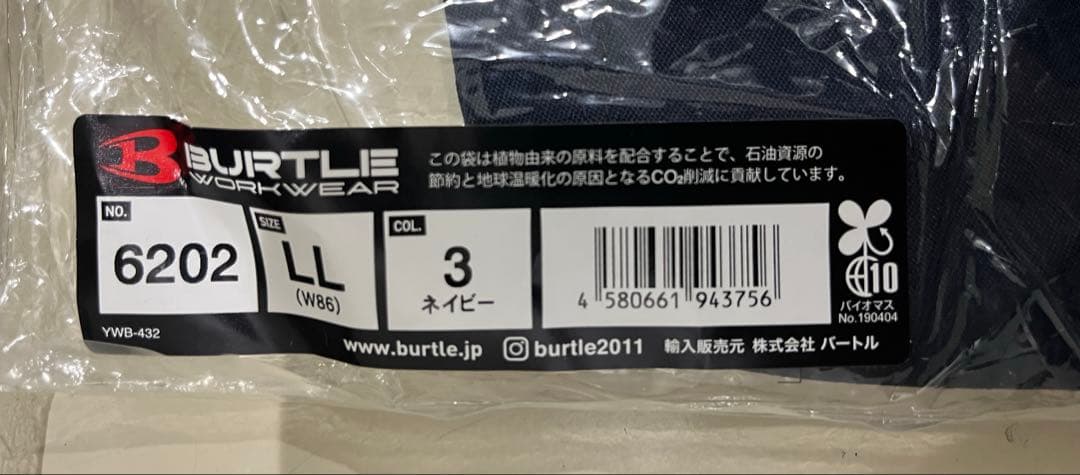 BURTLE
WORKWEAR
この袋は植物由来の原料を配合することで、石油資源の
節約と地球温暖化の原因となるCO₂削減に貢献しています。
NO.
6202
SIZE
LL
(W86)
COL.
3
ネイビー
4 580661 943756
10
バイオマス
No.190404
YWB-432
www.burtle.jp
burtle2011
輸入販売元 株式会社 バートル